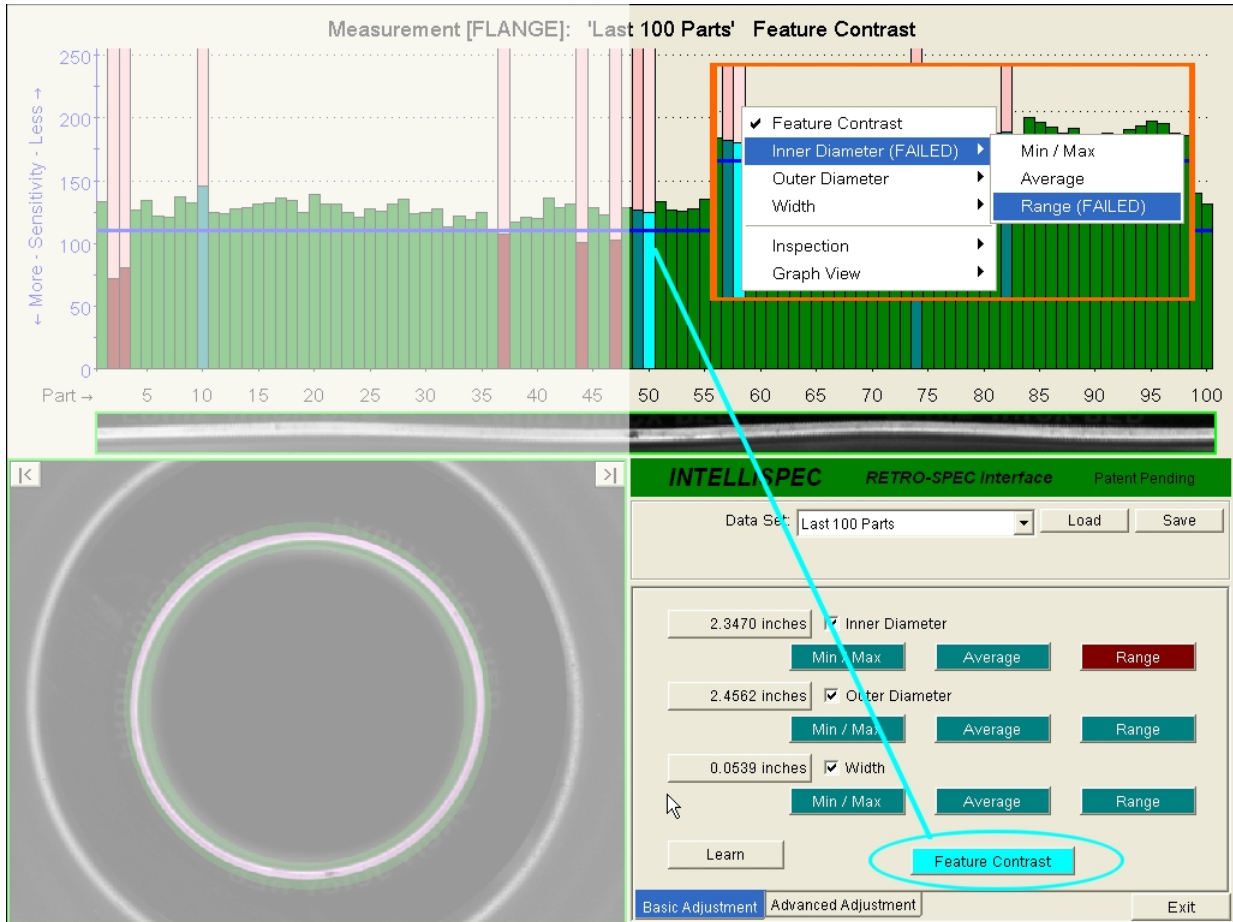 Measurement [FLANGE]: 'Last 100 Parts' Feature Contrast
250
200
150
100
50
0
← More - Sensitivity - Less →
Feature Contrast
Inner Diameter (FAILED)
Outer Diameter
Width
Inspection
Graph View
Min / Max
Average
Range (FAILED)
Part → 5 10 15 20 25 30 35 40 45 50 55 60 65 70 75 80 85 90 95 100
INTELLISPEC RETRO-SPEC Interface Patent Pending
Data Set: Last 100 Parts Load Save
2.3470 inches Inner Diameter
Min / Max Average Range
2.4562 inches Outer Diameter
Min / Max Average Range
0.0539 inches Width
Min / Max Average Range
Learn Feature Contrast
Basic Adjustment Advanced Adjustment Exit